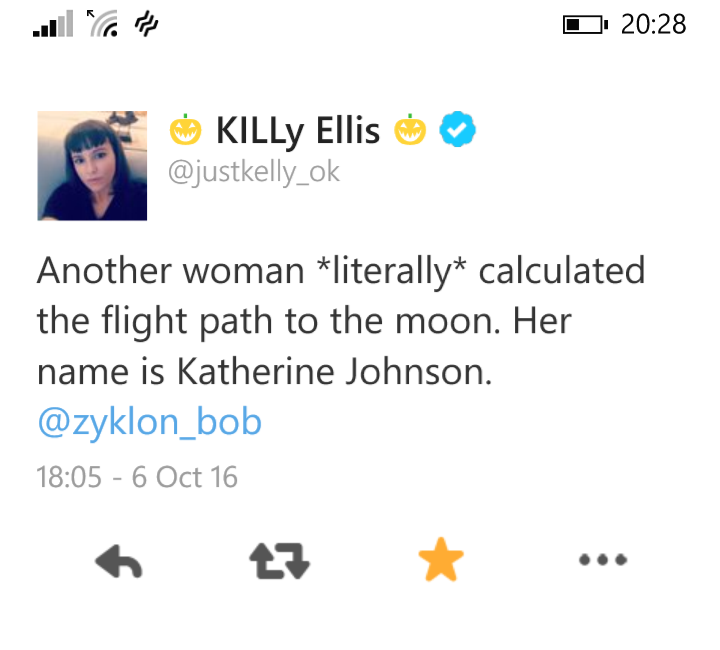 20:28
🎃 KILLy Ellis 🎃
@justkelly_ok
Another woman *literally* calculated
the flight path to the moon. Her
name is Katherine Johnson.
@zyklon_bob
18:05 - 6 Oct 16